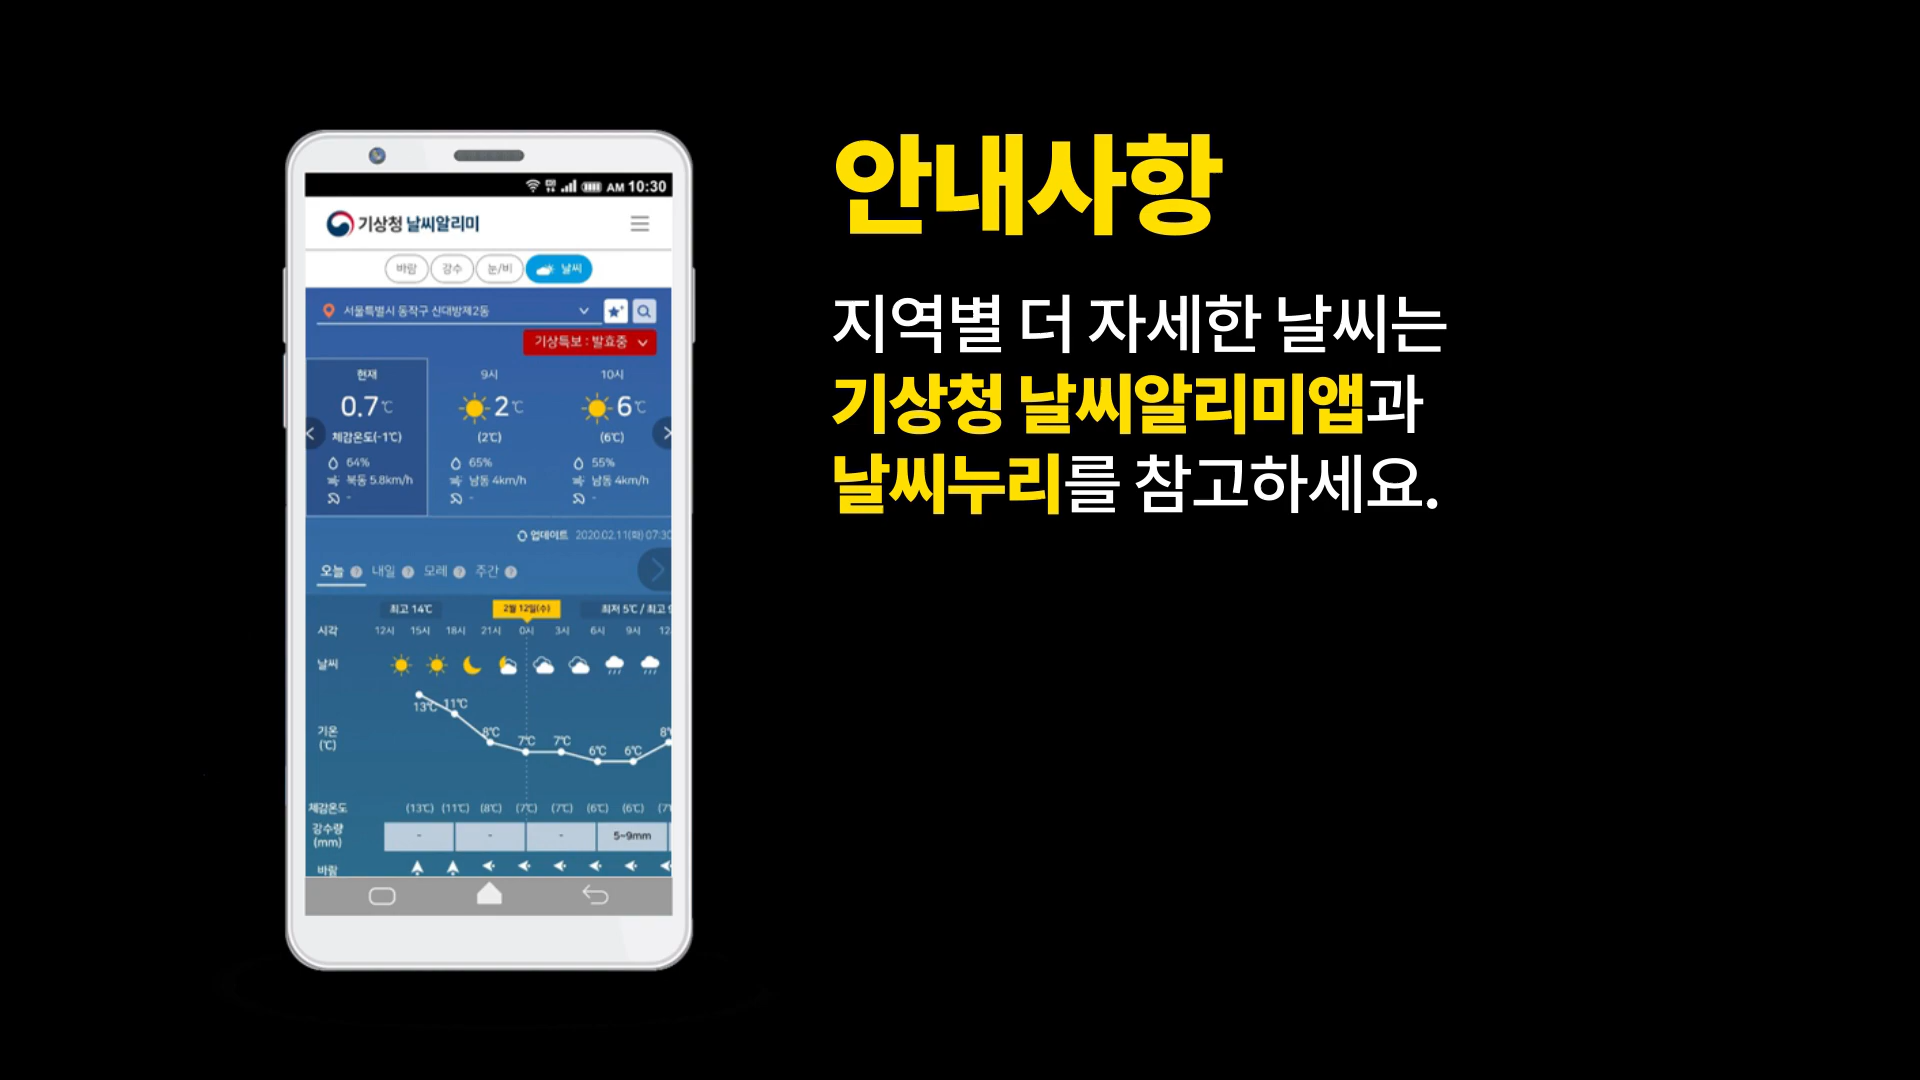 안내사항
지역별 더 자세한 날씨는
기상청 날씨알리미앱과
날씨누리를 참고하세요.
AM 10:30
기상청 날씨알리미
바람 강수 눈/비 날씨
서울특별시 동작구 신대방제2동
기상특보 : 발효중
현재 9시 10시
0.7℃ 2℃ 6℃
체감온도(-1℃) (2℃) (6℃)
64% 65% 55%
북동 5.8km/h 남동 4km/h 남동 4km/h
- - -
업데이트 2020.02.11(화) 07:30
오늘 내일 모레 주간
최고 14℃ 2월 12일(수) 최저 5℃ / 최고 9
시각 12시 15시 18시 21시 0시 3시 6시 9시 12
날씨
13℃ 11℃ 8℃ 7℃ 7℃ 6℃ 6℃ 8
기온
(℃)
체감온도 (13℃) (11℃) (8℃) (7℃) (7℃) (6℃) (6℃) (7
강수량
(mm)
- - - 5~9mm
바람